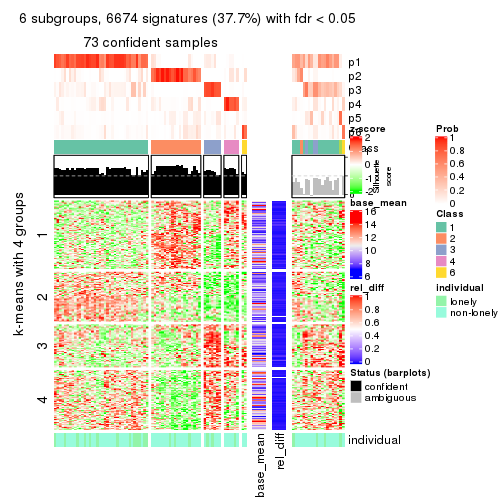 6 subgroups, 6674 signatures (37.7%) with fdr < 0.05
73 confident samples
p1
p2
p3
p4
p5
z-score
2
1
0
-1
-2
Silhouette
score
k-means with 4 groups
1
2
3
4
base_mean
16
14
12
10
8
6
rel_diff
1
0.8
0.6
0.4
0.2
0
Status (barplots)
confident
ambiguous
Prob
1
0.8
0.6
0.4
0.2
0
Class
1
2
3
4
6
individual
lonely
non-lonely
individual
base_mean
rel_diff